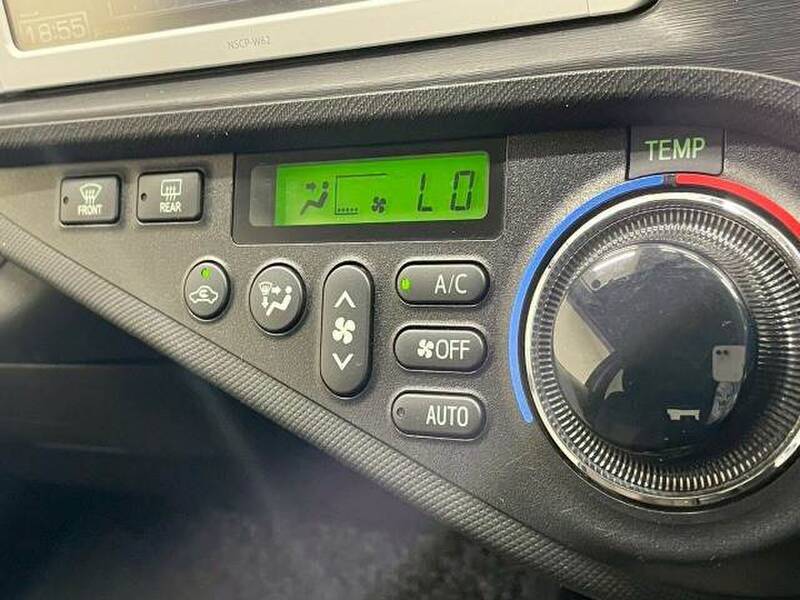 18:55
NSCP-W62
TEMP
FRONT
REAR
LO
A/C
OFF
AUTO